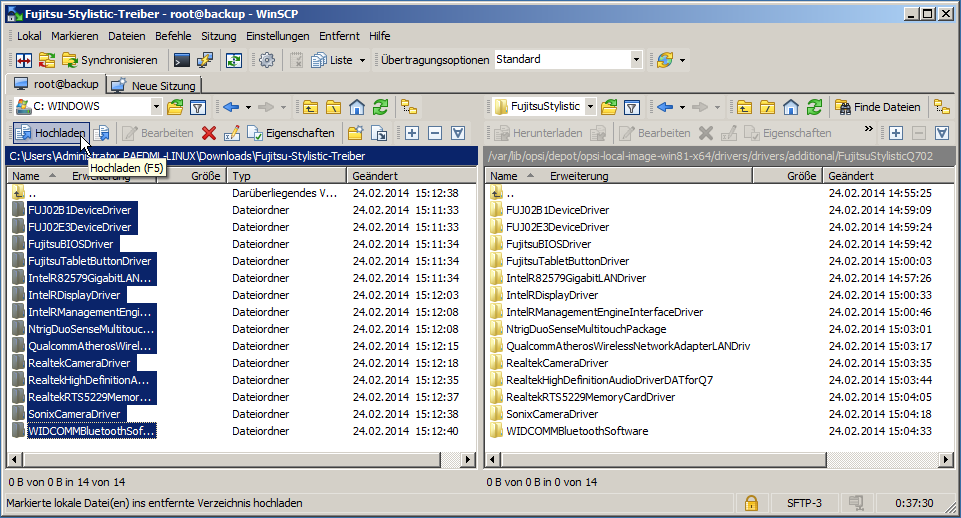 Fujitsu-Stylistic-Treiber - root@backup - WinSCP
Lokal Markieren Dateien Befehle Sitzung Einstellungen Entfernt Hilfe
Synchronisieren Liste Übertragungsoptionen Standard
root@backup Neue Sitzung
C: WINDOWS FujitsuStylistic Finde Dateien
Hochladen Bearbeiten Eigenschaften Herunterladen Bearbeiten Eigenschaften »
C:\Users\Administrator.PAEDML-LINUX\Downloads\Fujitsu-Stylistic-Treiber /var/lib/opsi/depot/opsi-local-image-win81-x64/drivers/drivers/additional/FujitsuStylisticQ702
Hochladen (F5)
Name Erweiterung Größe Typ Geändert Name Erweiterung Größe Geändert
.. Darüberliegendes V... 24.02.2014 15:12:38 .. 24.02.2014 14:55:25
FUJ02B1DeviceDriver Dateiordner 24.02.2014 15:11:33 FUJ02B1DeviceDriver 24.02.2014 14:59:09
FUJ02E3DeviceDriver Dateiordner 24.02.2014 15:11:33 FUJ02E3DeviceDriver 24.02.2014 14:59:24
FujitsuBIOSDriver Dateiordner 24.02.2014 15:11:34 FujitsuBIOSDriver 24.02.2014 14:59:42
FujitsuTabletButtonDriver Dateiordner 24.02.2014 15:11:34 FujitsuTabletButtonDriver 24.02.2014 15:00:03
IntelR82579GigabitLAN... Dateiordner 24.02.2014 15:11:34 IntelR82579GigabitLANDriver 24.02.2014 14:57:26
IntelRDisplayDriver Dateiordner 24.02.2014 15:12:03 IntelRDisplayDriver 24.02.2014 15:00:33
IntelRManagementEngi... Dateiordner 24.02.2014 15:12:08 IntelRManagementEngineInterfaceDriver 24.02.2014 15:00:46
NtrigDuoSenseMultitouc... Dateiordner 24.02.2014 15:12:08 NtrigDuoSenseMultitouchPackage 24.02.2014 15:03:01
QualcommAtherosWirel... Dateiordner 24.02.2014 15:12:15 QualcommAtherosWirelessNetworkAdapterLANDriv 24.02.2014 15:03:17
RealtekCameraDriver Dateiordner 24.02.2014 15:12:18 RealtekCameraDriver 24.02.2014 15:03:35
RealtekHighDefinitionA... Dateiordner 24.02.2014 15:12:35 RealtekHighDefinitionAudioDriverDATforQ7 24.02.2014 15:03:44
RealtekRTS5229Memor... Dateiordner 24.02.2014 15:12:37 RealtekRTS5229MemoryCardDriver 24.02.2014 15:04:05
SonixCameraDriver Dateiordner 24.02.2014 15:12:38 SonixCameraDriver 24.02.2014 15:04:18
WIDCOMMBluetoothSof... Dateiordner 24.02.2014 15:12:40 WIDCOMMBluetoothSoftware 24.02.2014 15:04:33
0 B von 0 B in 14 von 14 0 B von 0 B in 0 von 14
Markierte lokale Datei(en) ins entfernte Verzeichnis hochladen SFTP-3 0:37:30